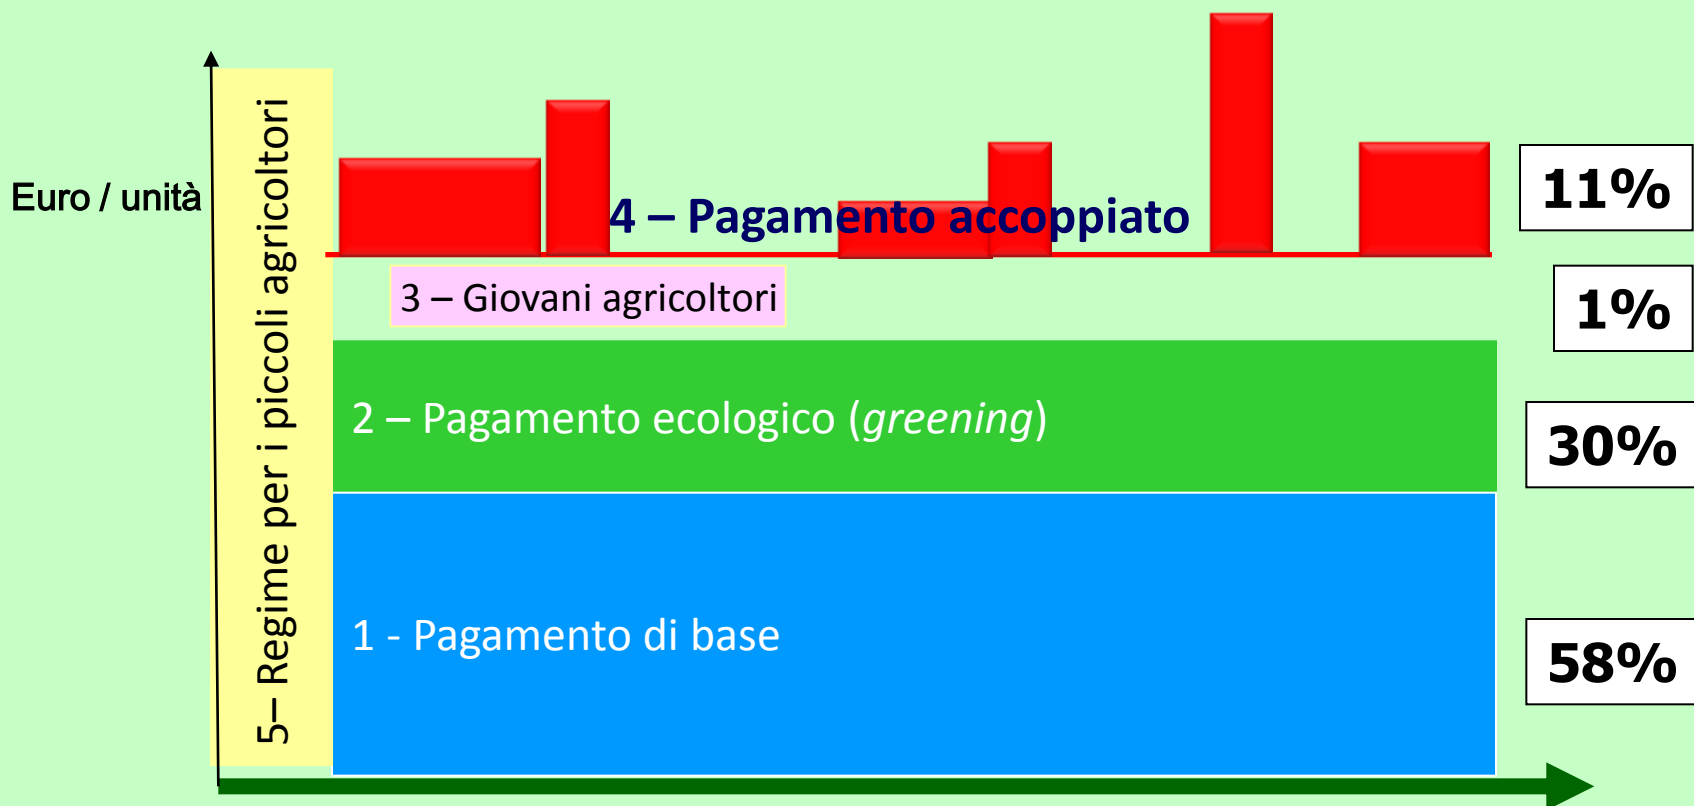 Euro / unità
5– Regime per i piccoli agricoltori
4 – Pagamento accoppiato
11%
3 – Giovani agricoltori
1%
2 – Pagamento ecologico (greening)
30%
1 - Pagamento di base
58%